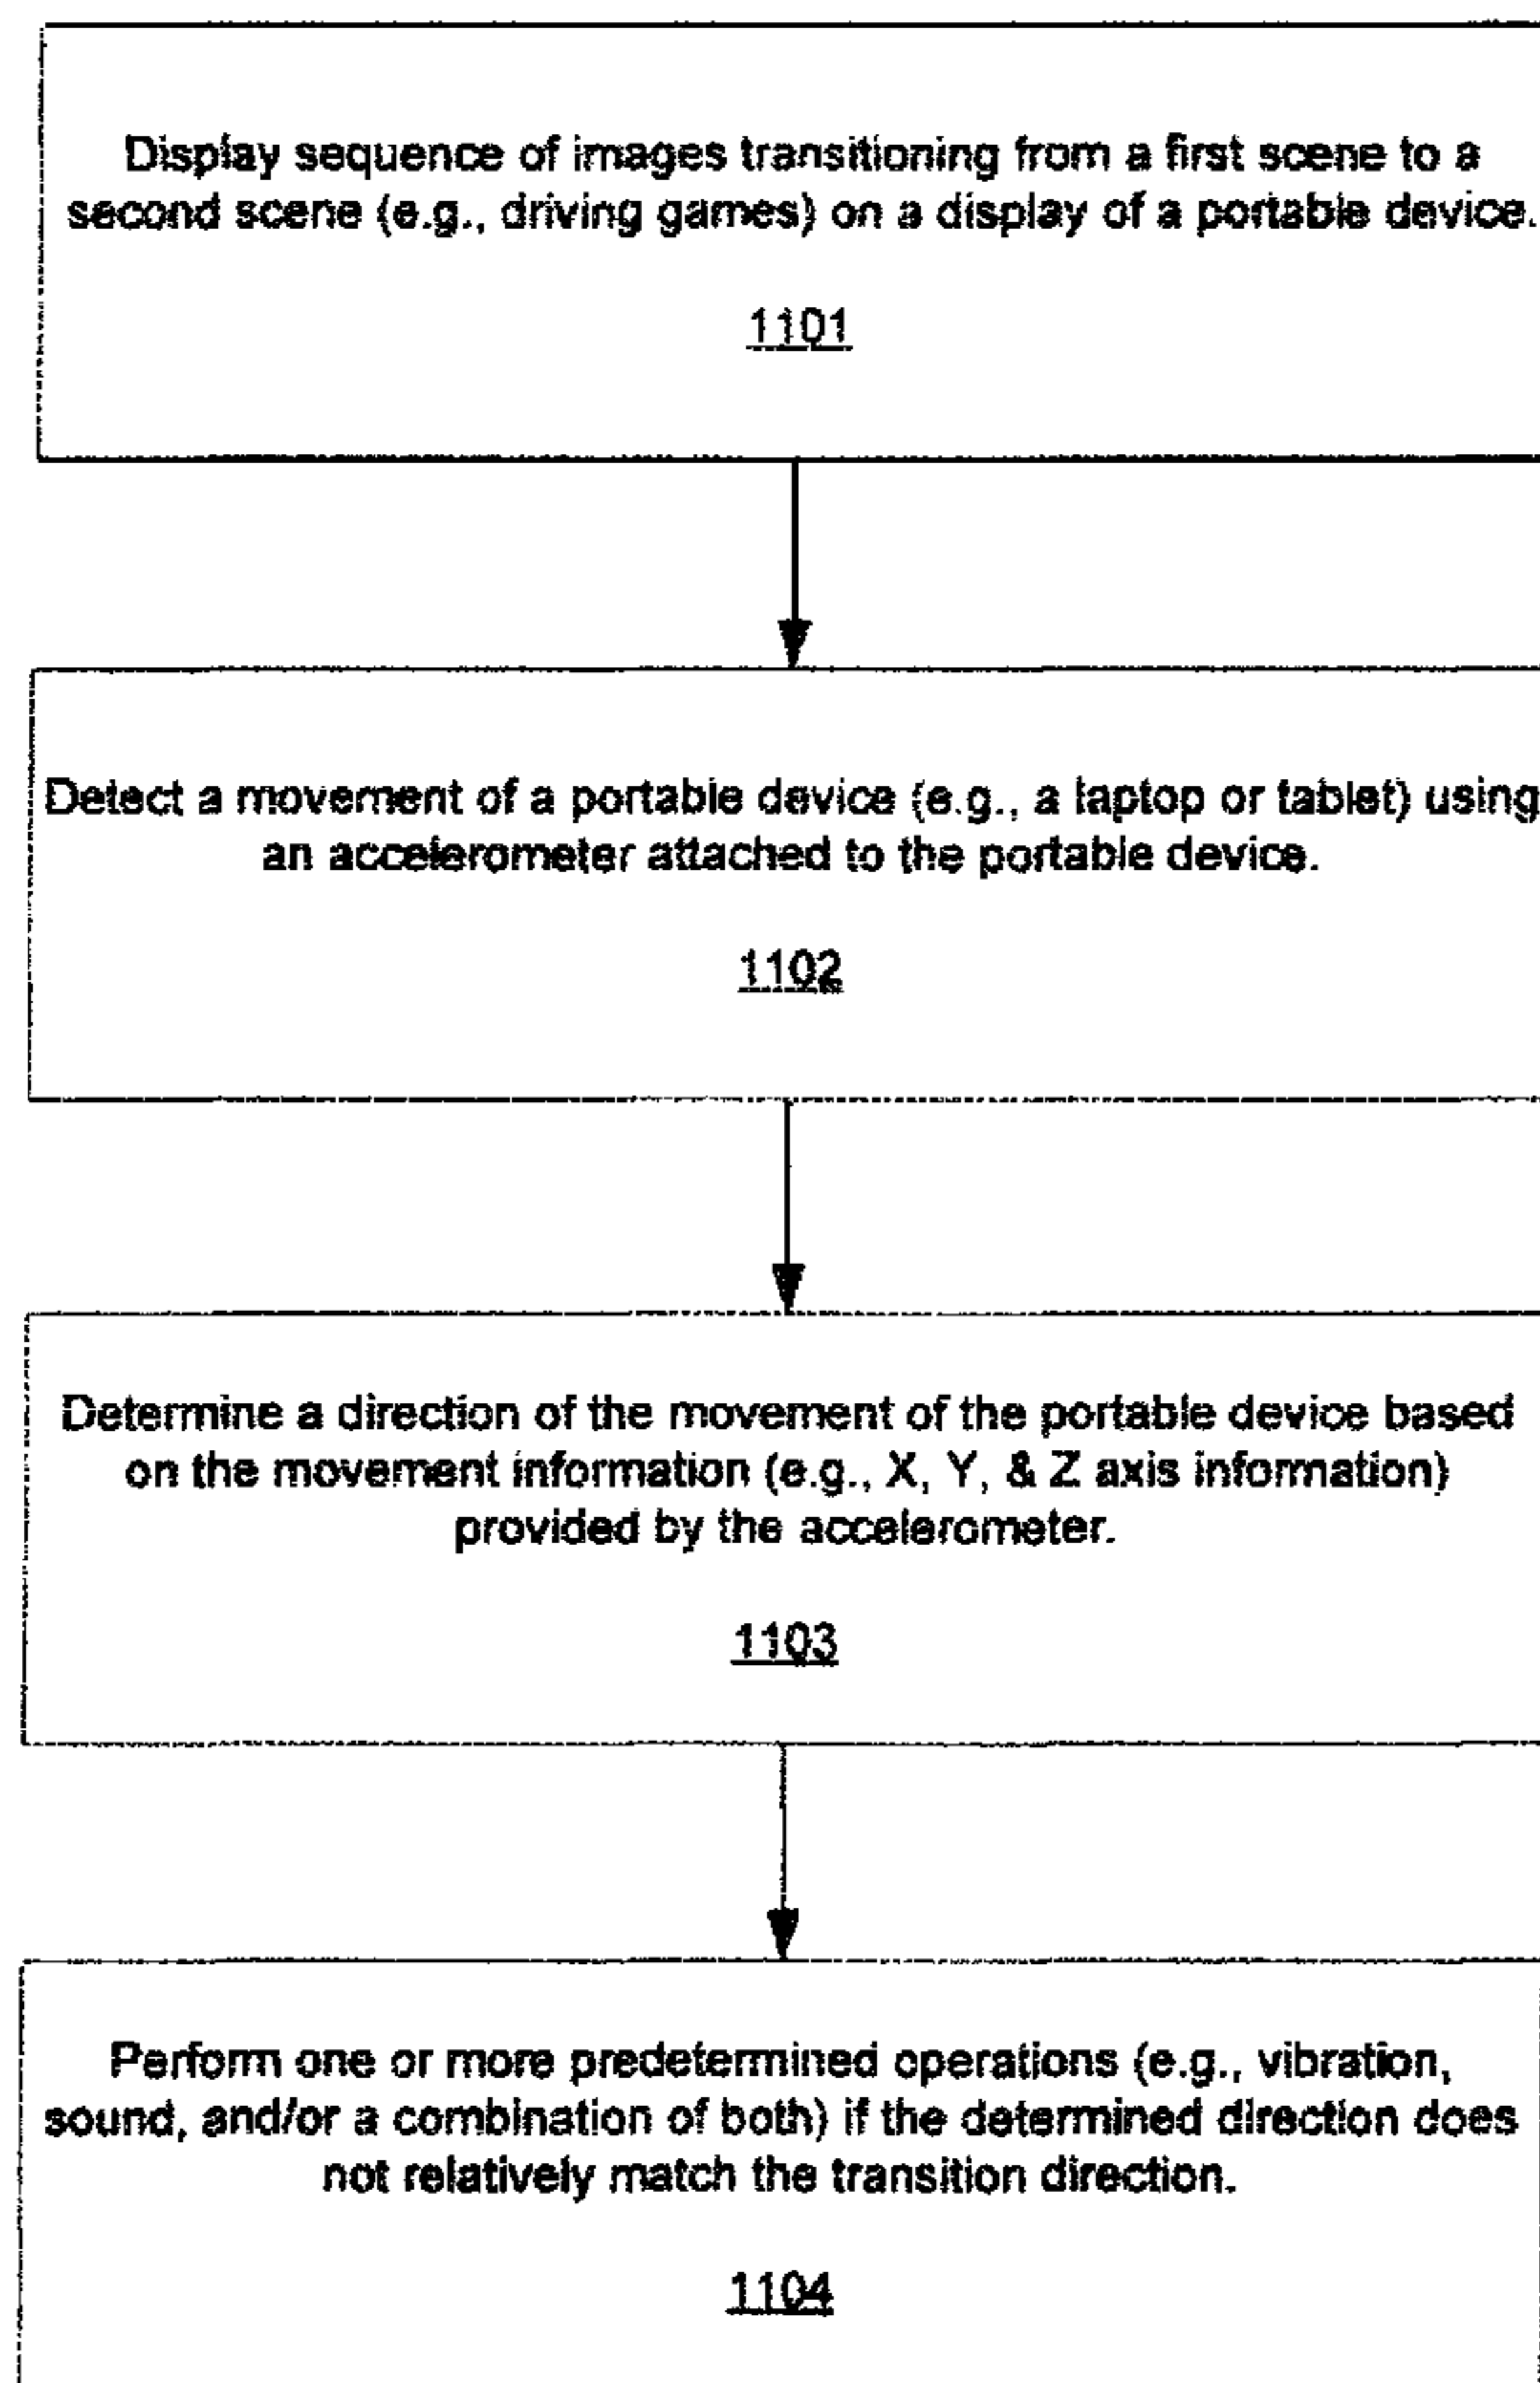 Display sequence of images transitioning from a first scene to a
second scene (e.g., driving games) on a display of a portable device.
1101
Detect a movement of a portable device (e.g., a laptop or tablet) using
an accelerometer attached to the portable device.
1102
Determine a direction of the movement of the portable device based
on the movement information (e.g., X, Y, & Z axis information)
provided by the accelerometer.
1103
Perform one or more predetermined operations (e.g., vibration,
sound, and/or a combination of both) if the determined direction does
not relatively match the transition direction.
1104